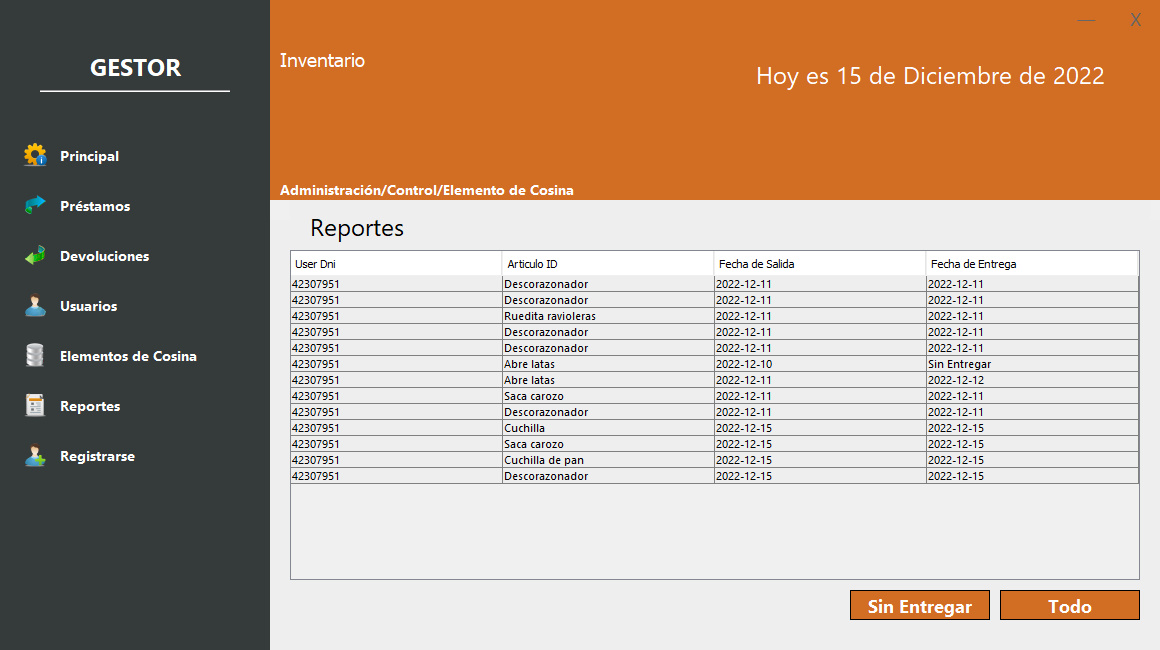 — X
GESTOR
Inventario
Hoy es 15 de Diciembre de 2022
Administración/Control/Elemento de Cosina
Principal
Préstamos
Devoluciones
Usuarios
Elementos de Cosina
Reportes
Registrarse
Reportes
User Dni Articulo ID Fecha de Salida Fecha de Entrega
42307951 Descorazonador 2022-12-11 2022-12-11
42307951 Descorazonador 2022-12-11 2022-12-11
42307951 Ruedita ravioleras 2022-12-11 2022-12-11
42307951 Descorazonador 2022-12-11 2022-12-11
42307951 Descorazonador 2022-12-11 2022-12-11
42307951 Abre latas 2022-12-10 Sin Entregar
42307951 Abre latas 2022-12-11 2022-12-12
42307951 Saca carozo 2022-12-11 2022-12-11
42307951 Descorazonador 2022-12-11 2022-12-11
42307951 Cuchilla 2022-12-15 2022-12-15
42307951 Saca carozo 2022-12-15 2022-12-15
42307951 Cuchilla de pan 2022-12-15 2022-12-15
42307951 Descorazonador 2022-12-15 2022-12-15
Sin Entregar Todo